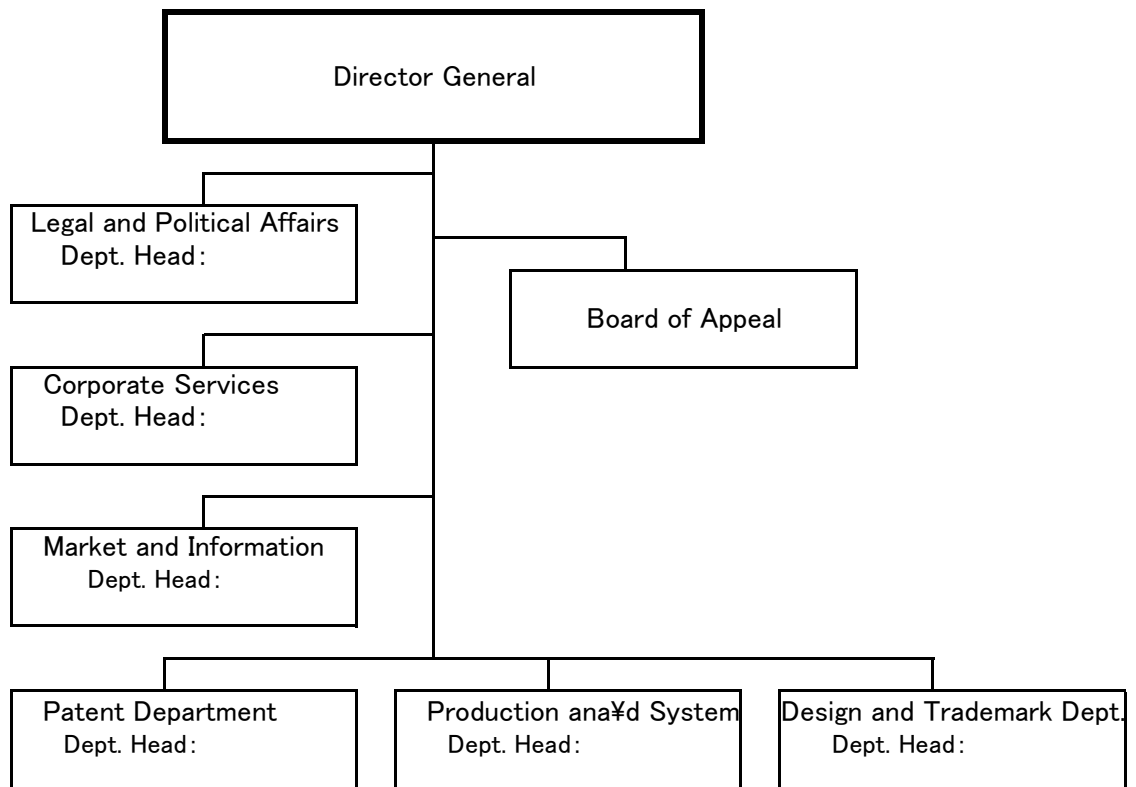 Director General
Legal and Political Affairs
Dept. Head:
Board of Appeal
Corporate Services
Dept. Head:
Market and Information
Dept. Head:
Patent Department
Dept. Head:
Production ana¥d System
Dept. Head:
Design and Trademark Dept.
Dept. Head: